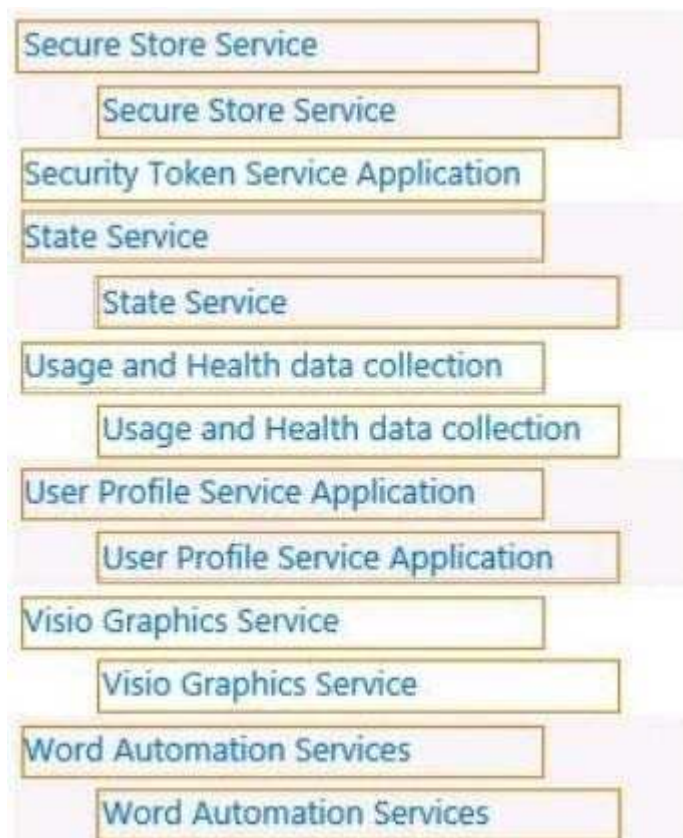 Secure Store Service
Secure Store Service
Security Token Service Application
State Service
State Service
Usage and Health data collection
Usage and Health data collection
User Profile Service Application
User Profile Service Application
Visio Graphics Service
Visio Graphics Service
Word Automation Services
Word Automation Services